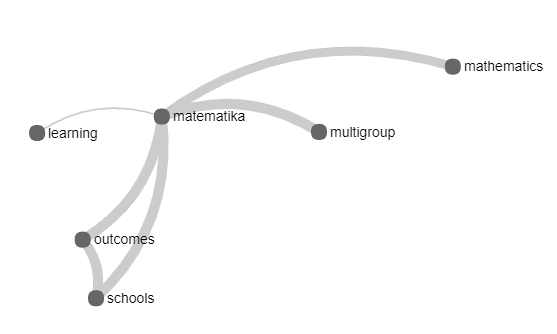 mathematics
matematika
learning
multigroup
outcomes
schools